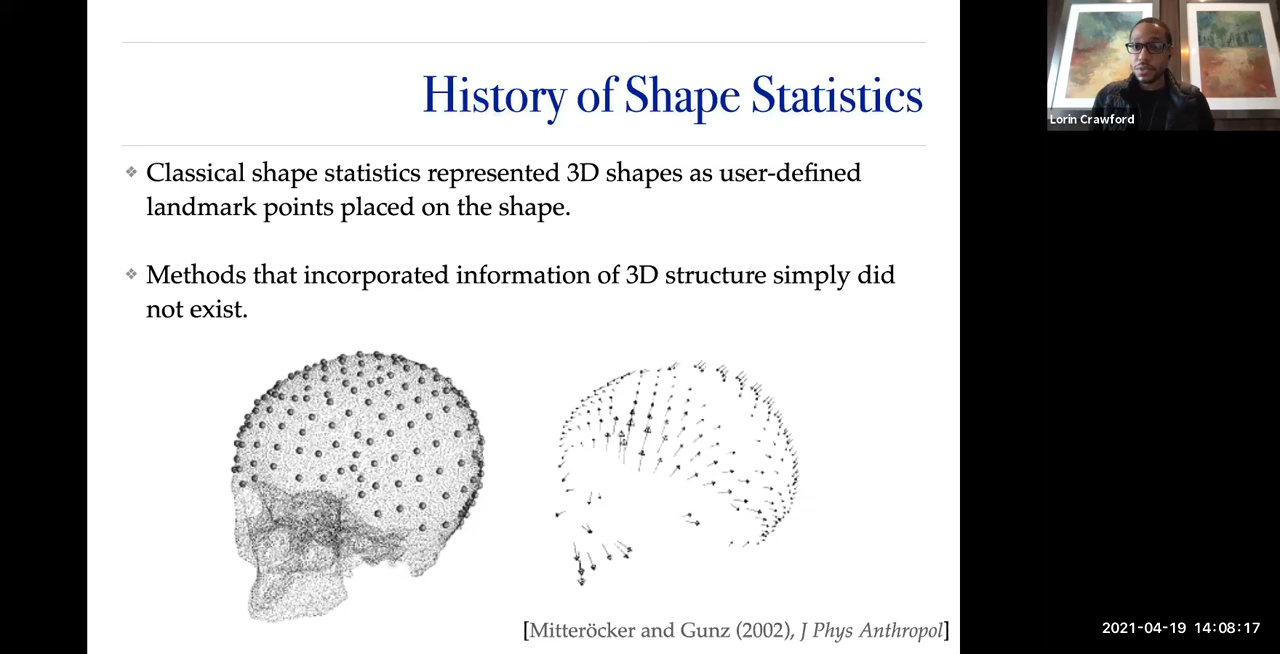 History of Shape Statistics
Lorin Crawford
❖ Classical shape statistics represented 3D shapes as user-defined
landmark points placed on the shape.
❖ Methods that incorporated information of 3D structure simply did
not exist.
[Mitteröcker and Gunz (2002), J Phys Anthropol]
2021-04-19 14:08:17